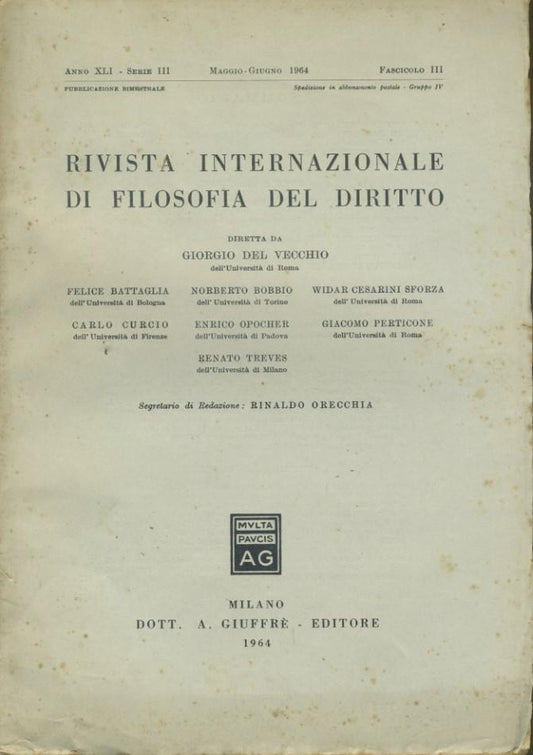 ANNO XLI - SERIE III MAGGIO-GIUGNO 1964 FASCICOLO III
PUBBLICAZIONE BIMESTRALE Spedizione in abbonamento postale - Gruppo IV
RIVISTA INTERNAZIONALE
DI FILOSOFIA DEL DIRITTO
DIRETTA DA
GIORGIO DEL VECCHIO
dell'Università di Roma
FELICE BATTAGLIA NORBERTO BOBBIO WIDAR CESARINI SFORZA
dell'Università di Bologna dell'Università di Torino dell'Università di Roma
CARLO CURCIO ENRICO OPOCHER GIACOMO PERTICONE
dell'Università di Firenze dell'Università di Padova dell'Università di Roma
RENATO TREVES
dell'Università di Milano
Segretario di Redazione: RINALDO ORECCHIA
MVLTA
PAVCIS
AG
MILANO
DOTT. A. GIUFFRÈ - EDITORE
1964